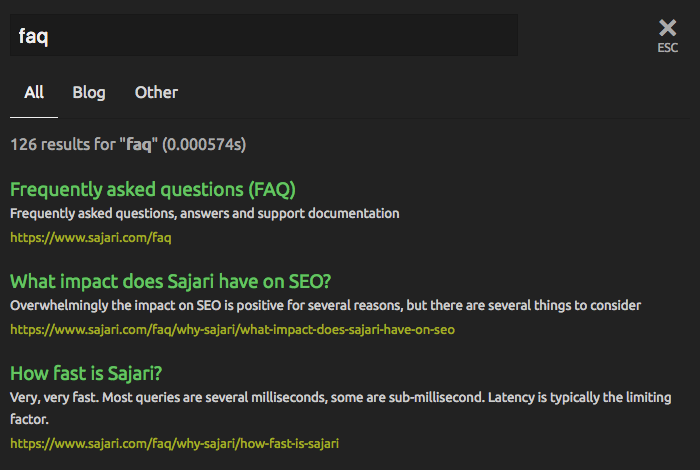 faq
ESC
All Blog Other
126 results for "faq" (0.000574s)
Frequently asked questions (FAQ)
Frequently asked questions, answers and support documentation
https://www.sajari.com/faq
What impact does Sajari have on SEO?
Overwhelmingly the impact on SEO is positive for several reasons, but there are several things to consider
https://www.sajari.com/faq/why-sajari/what-impact-does-sajari-have-on-seo
How fast is Sajari?
Very, very fast. Most queries are several milliseconds, some are sub-millisecond. Latency is typically the limiting
factor.
https://www.sajari.com/faq/why-sajari/how-fast-is-sajari